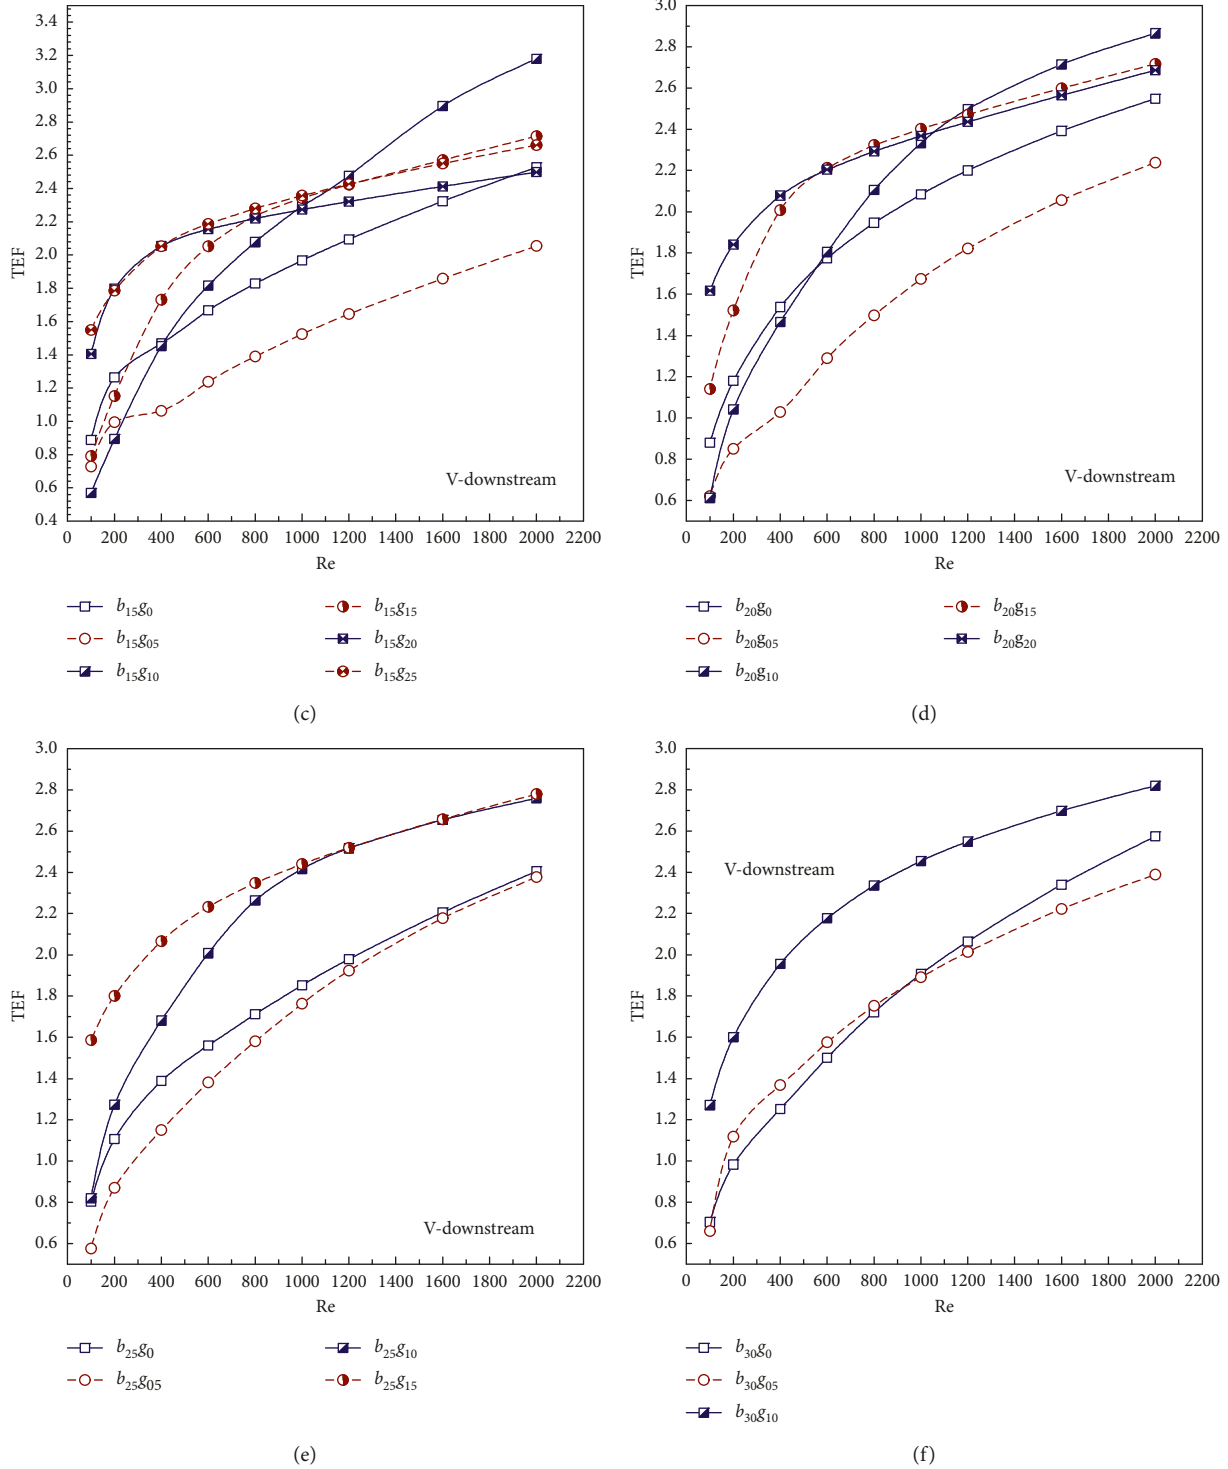 3.4
3.2
3.0
2.8
2.6
2.4
2.2
2.0
1.8
1.6
1.4
1.2
1.0
0.8
0.6
0.4
TEF
V-downstream
0 200 400 600 800 1000 1200 1400 1600 1800 2000 2200
Re
b15g0
b15g05
b15g10
b15g15
b15g20
b15g25
(c)
3.0
2.8
2.6
2.4
2.2
2.0
1.8
1.6
1.4
1.2
1.0
0.8
0.6
TEF
V-downstream
0 200 400 600 800 1000 1200 1400 1600 1800 2000 2200
Re
b20g0
b20g05
b20g10
b20g15
b20g20
(d)
3.0
2.8
2.6
2.4
2.2
2.0
1.8
1.6
1.4
1.2
1.0
0.8
0.6
TEF
V-downstream
0 200 400 600 800 1000 1200 1400 1600 1800 2000 2200
Re
b25g0
b25g05
b25g10
b25g15
(e)
3.0
2.8
2.6
2.4
2.2
2.0
1.8
1.6
1.4
1.2
1.0
0.8
0.6
TEF
V-downstream
0 200 400 600 800 1000 1200 1400 1600 1800 2000 2200
Re
b30g0
b30g05
b30g10
(f)